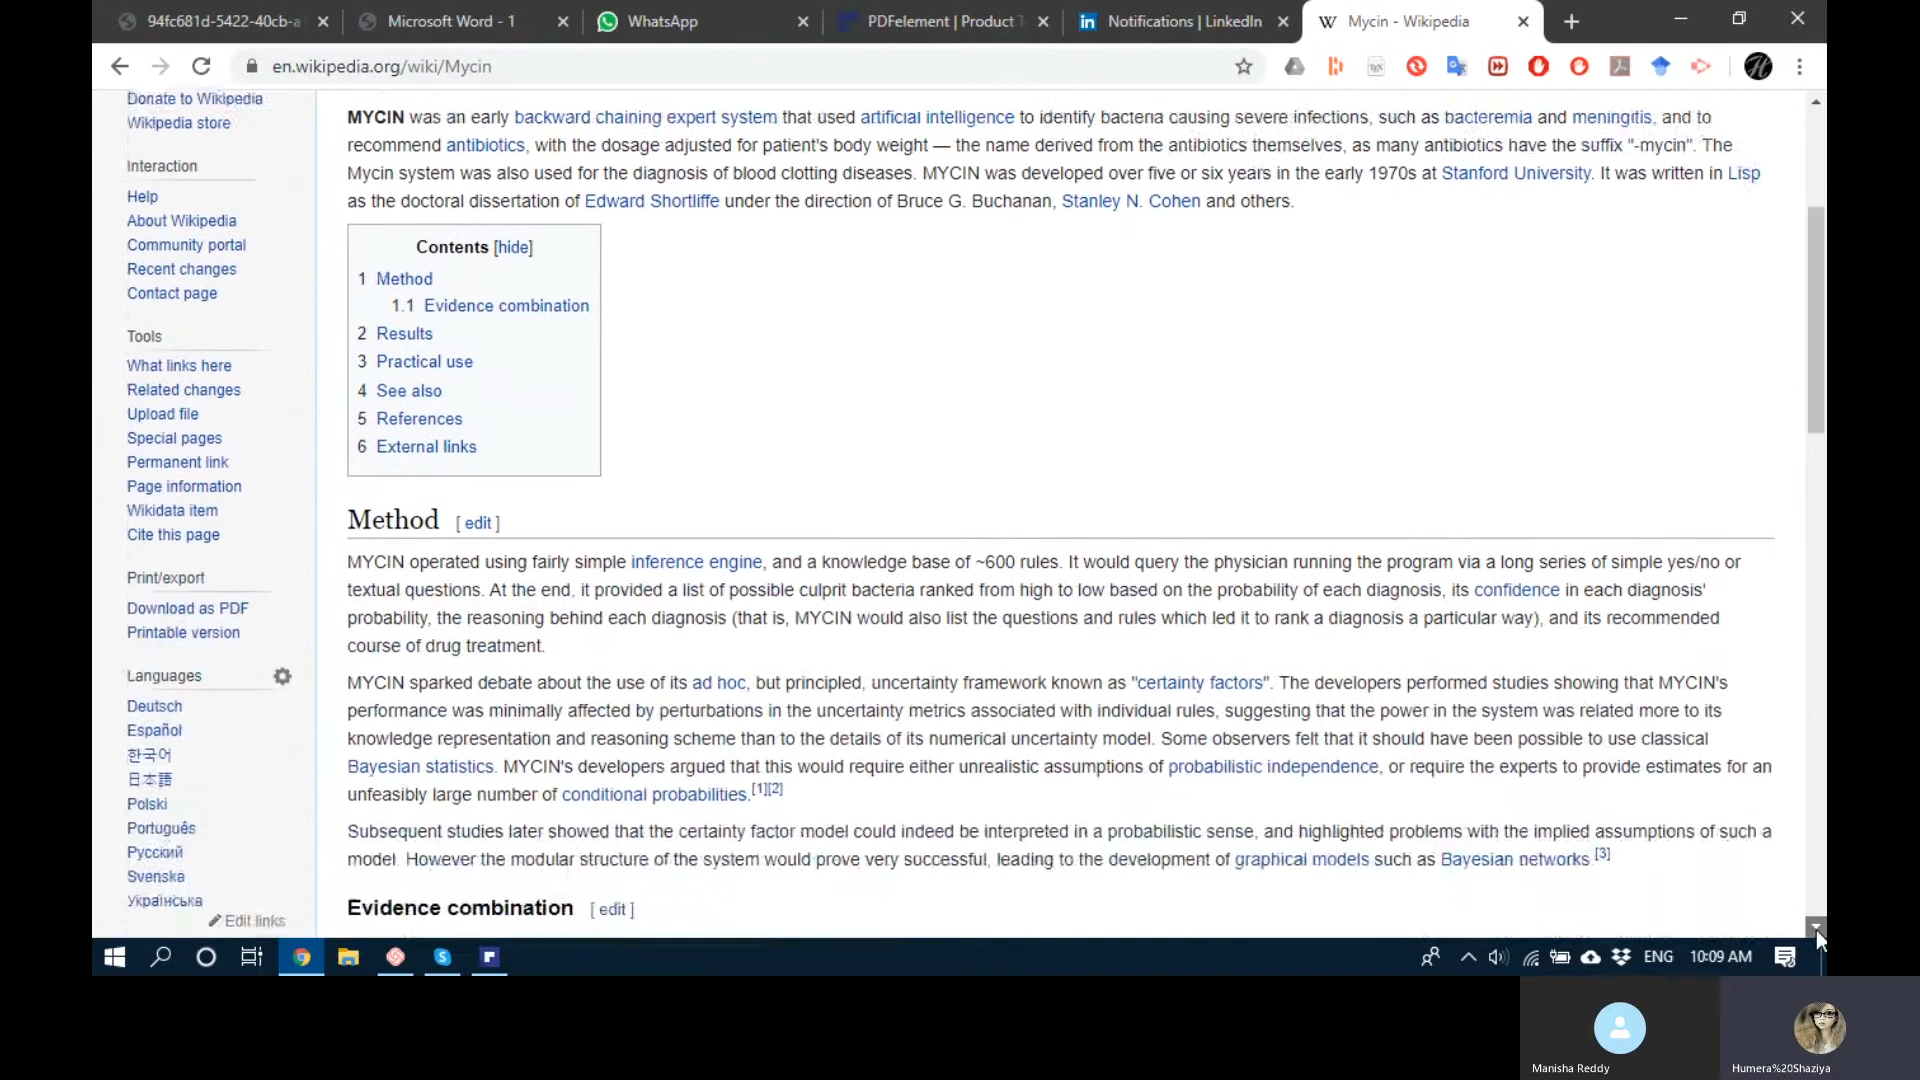 94fc681d-5422-40cb-a
Microsoft Word - 1
WhatsApp
PDFelement | Product T
Notifications | LinkedIn
Mycin - Wikipedia
en.wikipedia.org/wiki/Mycin
Donate to Wikipedia
Wikipedia store
Interaction
Help
About Wikipedia
Community portal
Recent changes
Contact page
Tools
What links here
Related changes
Upload file
Special pages
Permanent link
Page information
Wikidata item
Cite this page
Print/export
Download as PDF
Printable version
Languages
Deutsch
Español
한국어
日本語
Polski
Português
Русский
Svenska
Українська
Edit links
MYCIN was an early backward chaining expert system that used artificial intelligence to identify bacteria causing severe infections, such as bacteremia and meningitis, and to
recommend antibiotics, with the dosage adjusted for patient's body weight — the name derived from the antibiotics themselves, as many antibiotics have the suffix "-mycin". The
Mycin system was also used for the diagnosis of blood clotting diseases. MYCIN was developed over five or six years in the early 1970s at Stanford University. It was written in Lisp
as the doctoral dissertation of Edward Shortliffe under the direction of Bruce G. Buchanan, Stanley N. Cohen and others.
Contents [hide]
1 Method
1.1 Evidence combination
2 Results
3 Practical use
4 See also
5 References
6 External links
Method [ edit ]
MYCIN operated using fairly simple inference engine, and a knowledge base of ~600 rules. It would query the physician running the program via a long series of simple yes/no or
textual questions. At the end, it provided a list of possible culprit bacteria ranked from high to low based on the probability of each diagnosis, its confidence in each diagnosis'
probability, the reasoning behind each diagnosis (that is, MYCIN would also list the questions and rules which led it to rank a diagnosis a particular way), and its recommended
course of drug treatment.
MYCIN sparked debate about the use of its ad hoc, but principled, uncertainty framework known as "certainty factors". The developers performed studies showing that MYCIN's
performance was minimally affected by perturbations in the uncertainty metrics associated with individual rules, suggesting that the power in the system was related more to its
knowledge representation and reasoning scheme than to the details of its numerical uncertainty model. Some observers felt that it should have been possible to use classical
Bayesian statistics. MYCIN's developers argued that this would require either unrealistic assumptions of probabilistic independence, or require the experts to provide estimates for an
unfeasibly large number of conditional probabilities.[1][2]
Subsequent studies later showed that the certainty factor model could indeed be interpreted in a probabilistic sense, and highlighted problems with the implied assumptions of such a
model. However the modular structure of the system would prove very successful, leading to the development of graphical models such as Bayesian networks.[3]
Evidence combination [ edit ]
ENG
10:09 AM
Manisha Reddy
Humera%20Shaziya